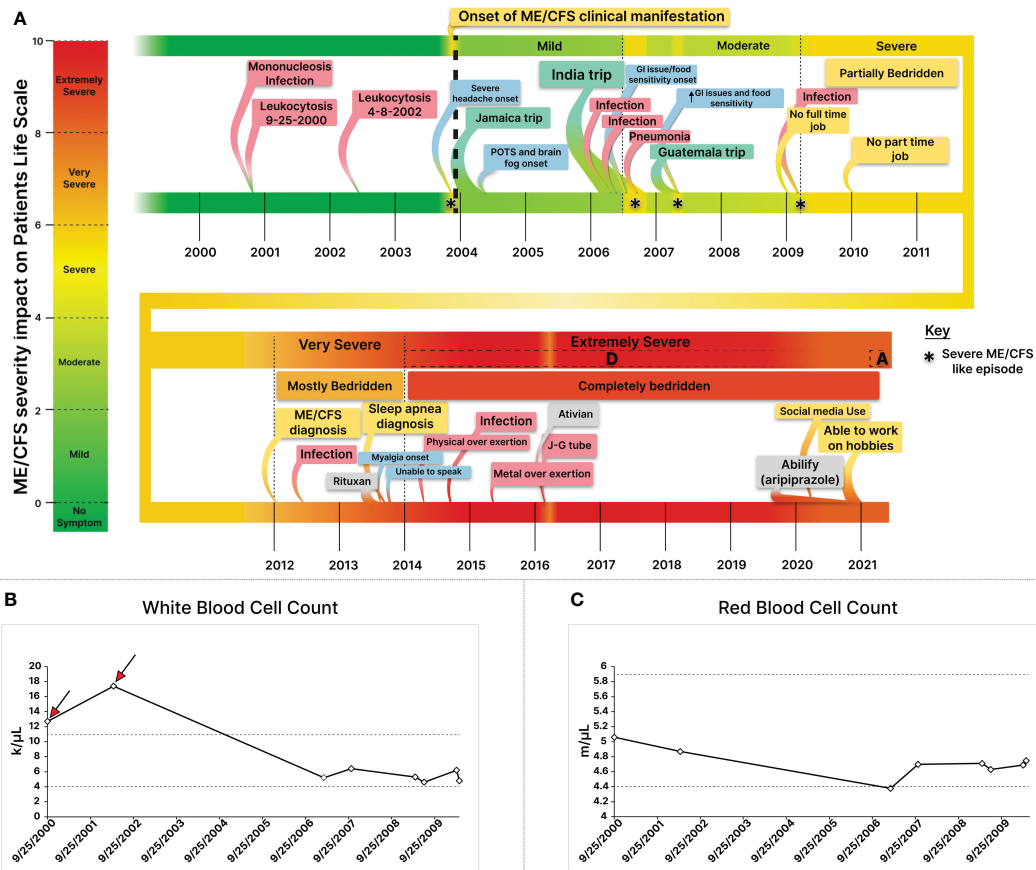 A
ME/CFS severity impact on Patients Life Scale
10
8
6
4
2
0
Extremely
Severe
Very
Severe
Severe
Moderate
Mild
No
Symptom
Onset of ME/CFS clinical manifestation
Mild
Moderate
Severe
Mononucleosis
Infection
Leukocytosis
9-25-2000
Leukocytosis
4-8-2002
Severe
headache onset
Jamaica trip
POTS and brain
fog onset
India trip
Infection
Infection
Pneumonia
GI issue/food
sensitivity onset
↑GI issues and food
sensitivity
Guatemala trip
Partially Bedridden
Infection
No full time
job
No part time
job
* * * *
2000 2001 2002 2003 2004 2005 2006 2007 2008 2009 2010 2011
Very Severe
Extremely Severe
D
A
Mostly Bedridden
Completely bedridden
ME/CFS
diagnosis
Infection
Sleep apnea
diagnosis
Rituxan
Myalgia onset
Unable to speak
Physical over exertion
Infection
Metal over exertion
Ativian
J-G tube
Social media Use
Able to work
on hobbies
Abilify
(aripiprazole)
2012 2013 2014 2015 2016 2017 2018 2019 2020 2021
Key
* Severe ME/CFS
like episode
B
White Blood Cell Count
k/µL
20
18
16
14
12
10
8
6
4
2
0
9/25/2000 9/25/2001 9/25/2002 9/25/2003 9/25/2004 9/25/2005 9/25/2006 9/25/2007 9/25/2008 9/25/2009
C
Red Blood Cell Count
m/µL
6
5.8
5.6
5.4
5.2
5
4.8
4.6
4.4
4.2
4
9/25/2000 9/25/2001 9/25/2002 9/25/2003 9/25/2004 9/25/2005 9/25/2006 9/25/2007 9/25/2008 9/25/2009